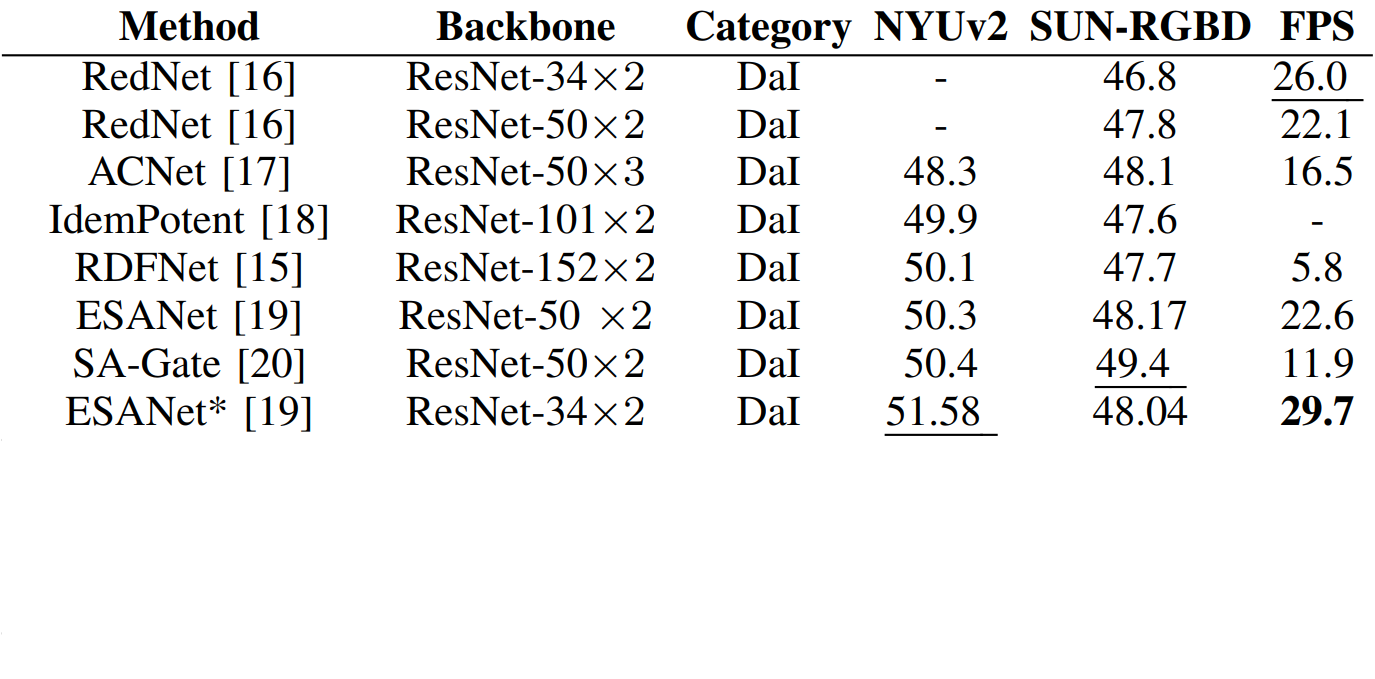 Method Backbone Category NYUv2 SUN-RGBD FPS
RedNet [16] ResNet-34×2 DaI - 46.8 26.0
RedNet [16] ResNet-50×2 DaI - 47.8 22.1
ACNet [17] ResNet-50×3 DaI 48.3 48.1 16.5
IdemPotent [18] ResNet-101×2 DaI 49.9 47.6 -
RDFNet [15] ResNet-152×2 DaI 50.1 47.7 5.8
ESANet [19] ResNet-50 ×2 DaI 50.3 48.17 22.6
SA-Gate [20] ResNet-50×2 DaI 50.4 49.4 11.9
ESANet* [19] ResNet-34×2 DaI 51.58 48.04 29.7